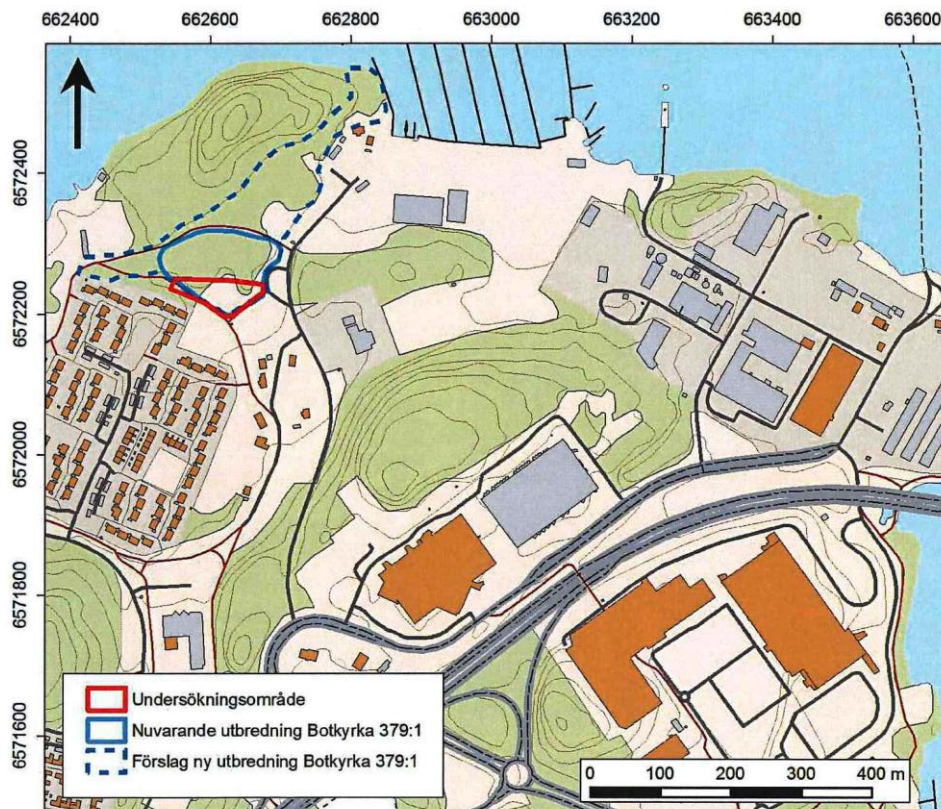 662400 662600 662800 663000 663200 663400 663600
6572400
6572200
6572000
6571800
6571600
Undersökningsområde
Nuvarande utbredning Botkyrka 379:1
Förslag ny utbredning Botkyrka 379:1
0 100 200 300 400 m